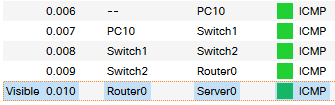 0.006 -- PC10 ICMP
0.007 PC10 Switch1 ICMP
0.008 Switch1 Switch2 ICMP
0.009 Switch2 Router0 ICMP
Visible 0.010 Router0 Server0 ICMP